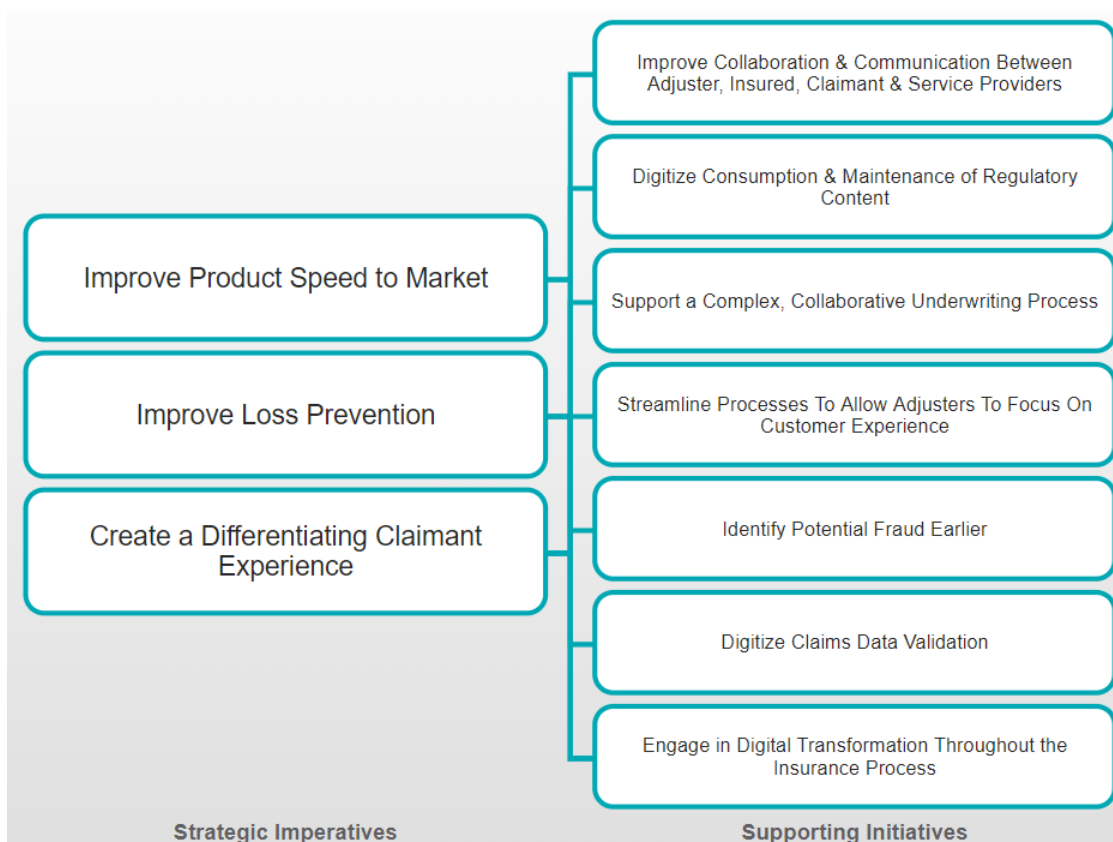 Improve Product Speed to Market
Improve Loss Prevention
Create a Differentiating Claimant
Experience
Strategic Imperatives
Improve Collaboration & Communication Between
Adjuster, Insured, Claimant & Service Providers
Digitize Consumption & Maintenance of Regulatory
Content
Support a Complex, Collaborative Underwriting Process
Streamline Processes To Allow Adjusters To Focus On
Customer Experience
Identify Potential Fraud Earlier
Digitize Claims Data Validation
Engage in Digital Transformation Throughout the
Insurance Process
Supporting Initiatives